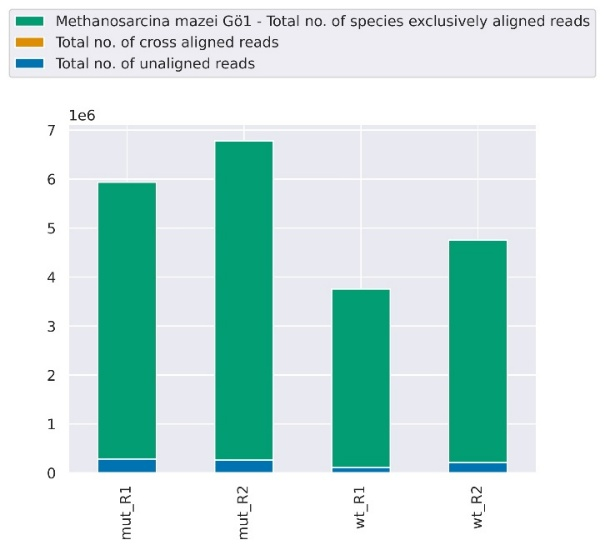 Methanosarcina mazei Gö1 - Total no. of species exclusively aligned reads
Total no. of cross aligned reads
Total no. of unaligned reads
1e6
7
6
5
4
3
2
1
0
mut_R1
mut_R2
wt_R1
wt_R2